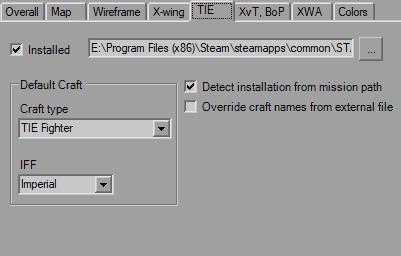 Overall Map Wireframe X-wing TIE XvT, BoP XWA Colors
Installed E:\Program Files (x86)\Steam\steamapps\common\ST. ...
Default Craft
Detect installation from mission path
Craft type
Override craft names from external file
TIE Fighter
IFF
Imperial